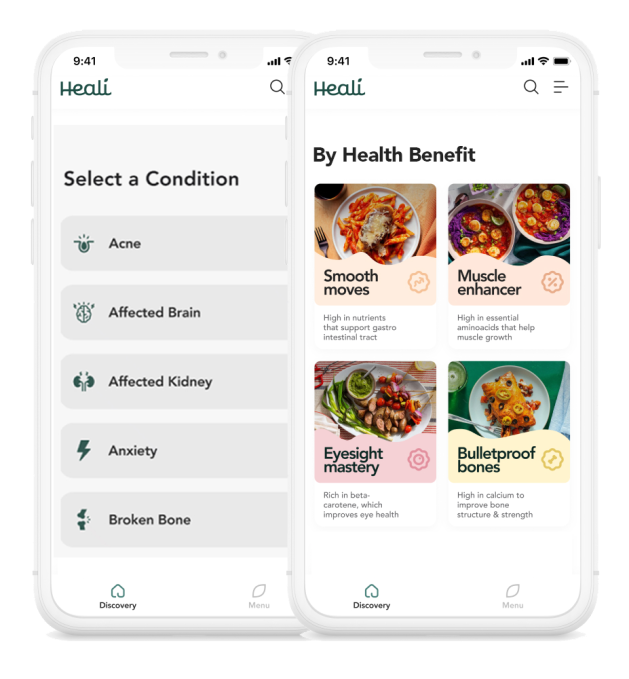 9:41
Heali
Select a Condition
Acne
Affected Brain
Affected Kidney
Anxiety
Broken Bone
Discovery
Menu
9:41
Heali
By Health Benefit
Smooth
moves
High in nutrients
that support gastro
intestinal tract
Muscle
enhancer
High in essential
aminoacids that help
muscle growth
Eyesight
mastery
Rich in beta-
carotene, which
improves eye health
Bulletproof
bones
High in calcium to
improve bone
structure & strength
Discovery
Menu